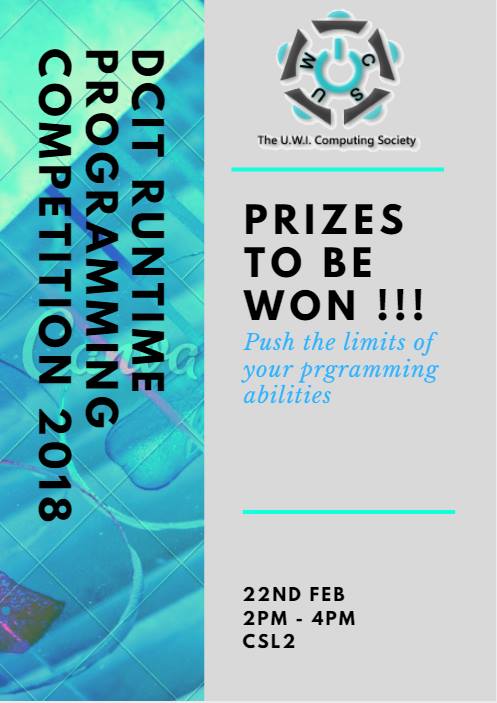 DCIT RUNTIME
PROGRAMMING
COMPETITION 2018
Canva
U W C S
The U.W.I. Computing Society
PRIZES
TO BE
WON !!!
Push the limits of
your prgramming
abilities
22ND FEB
2PM - 4PM
CSL2